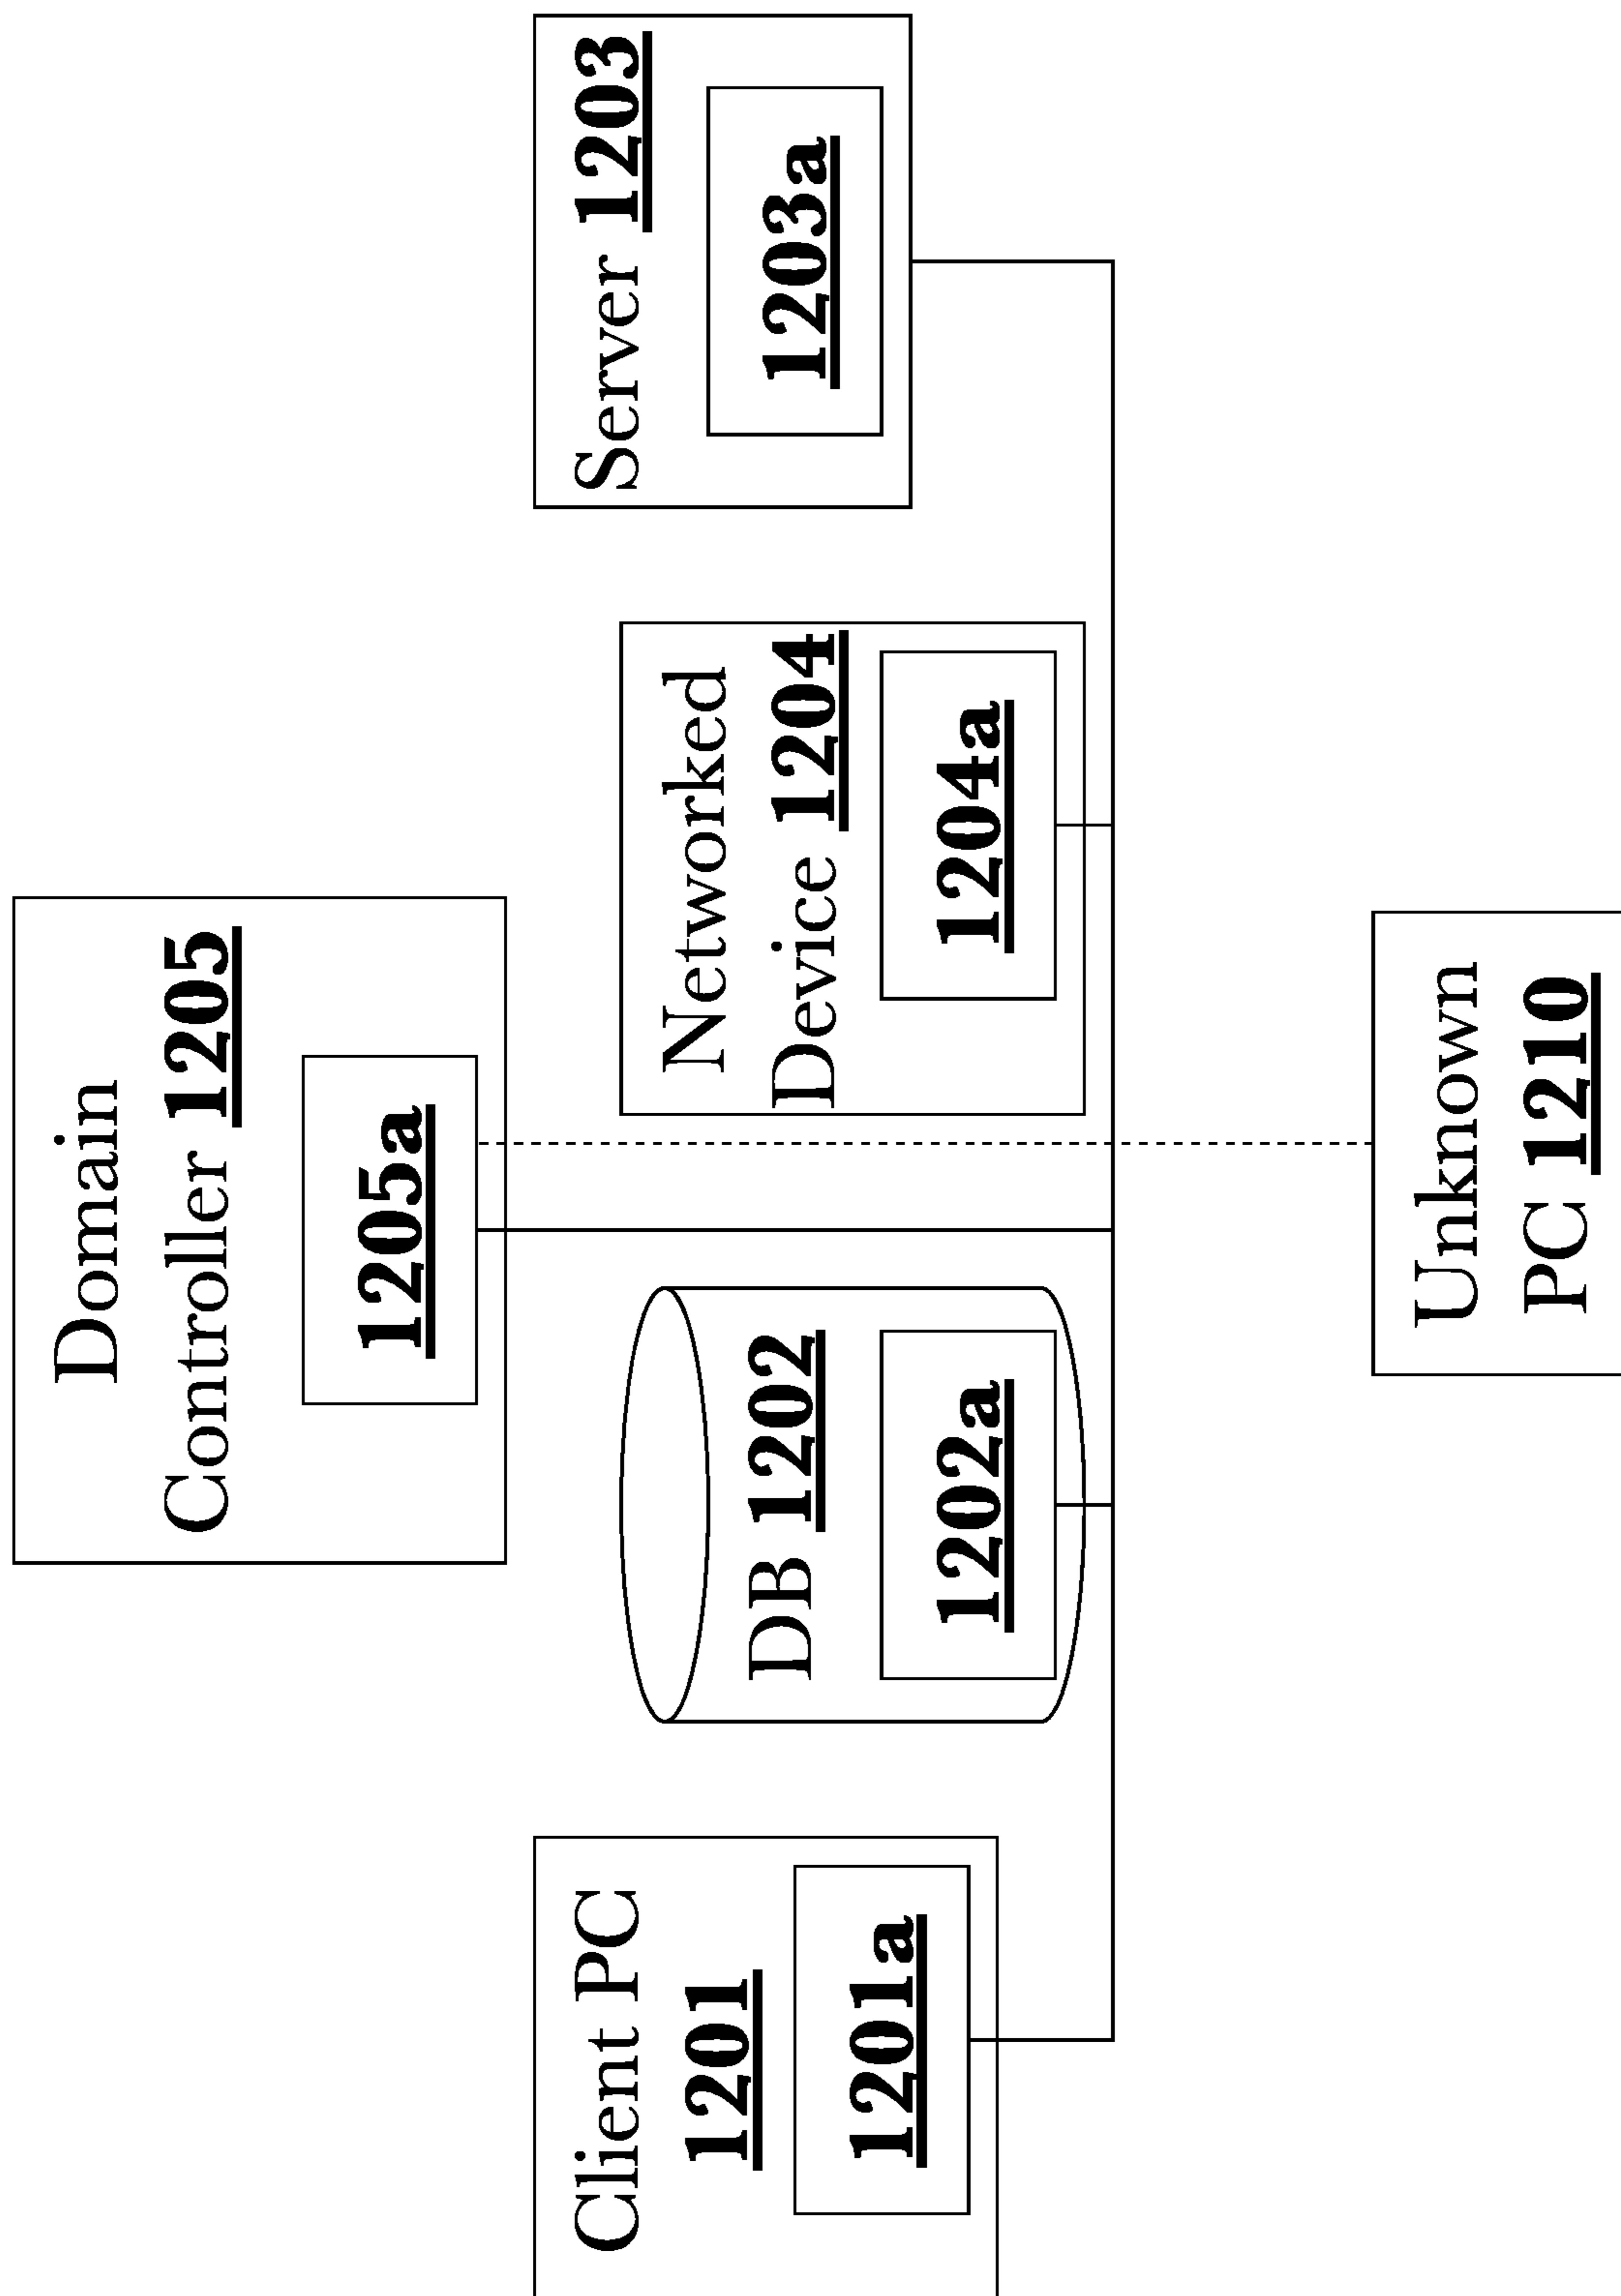 Domain
Controller 1205
1205a
Client PC
1201
1201a
DB 1202
1202a
Networked
Device 1204
1204a
Server 1203
1203a
Unknown
PC 1210